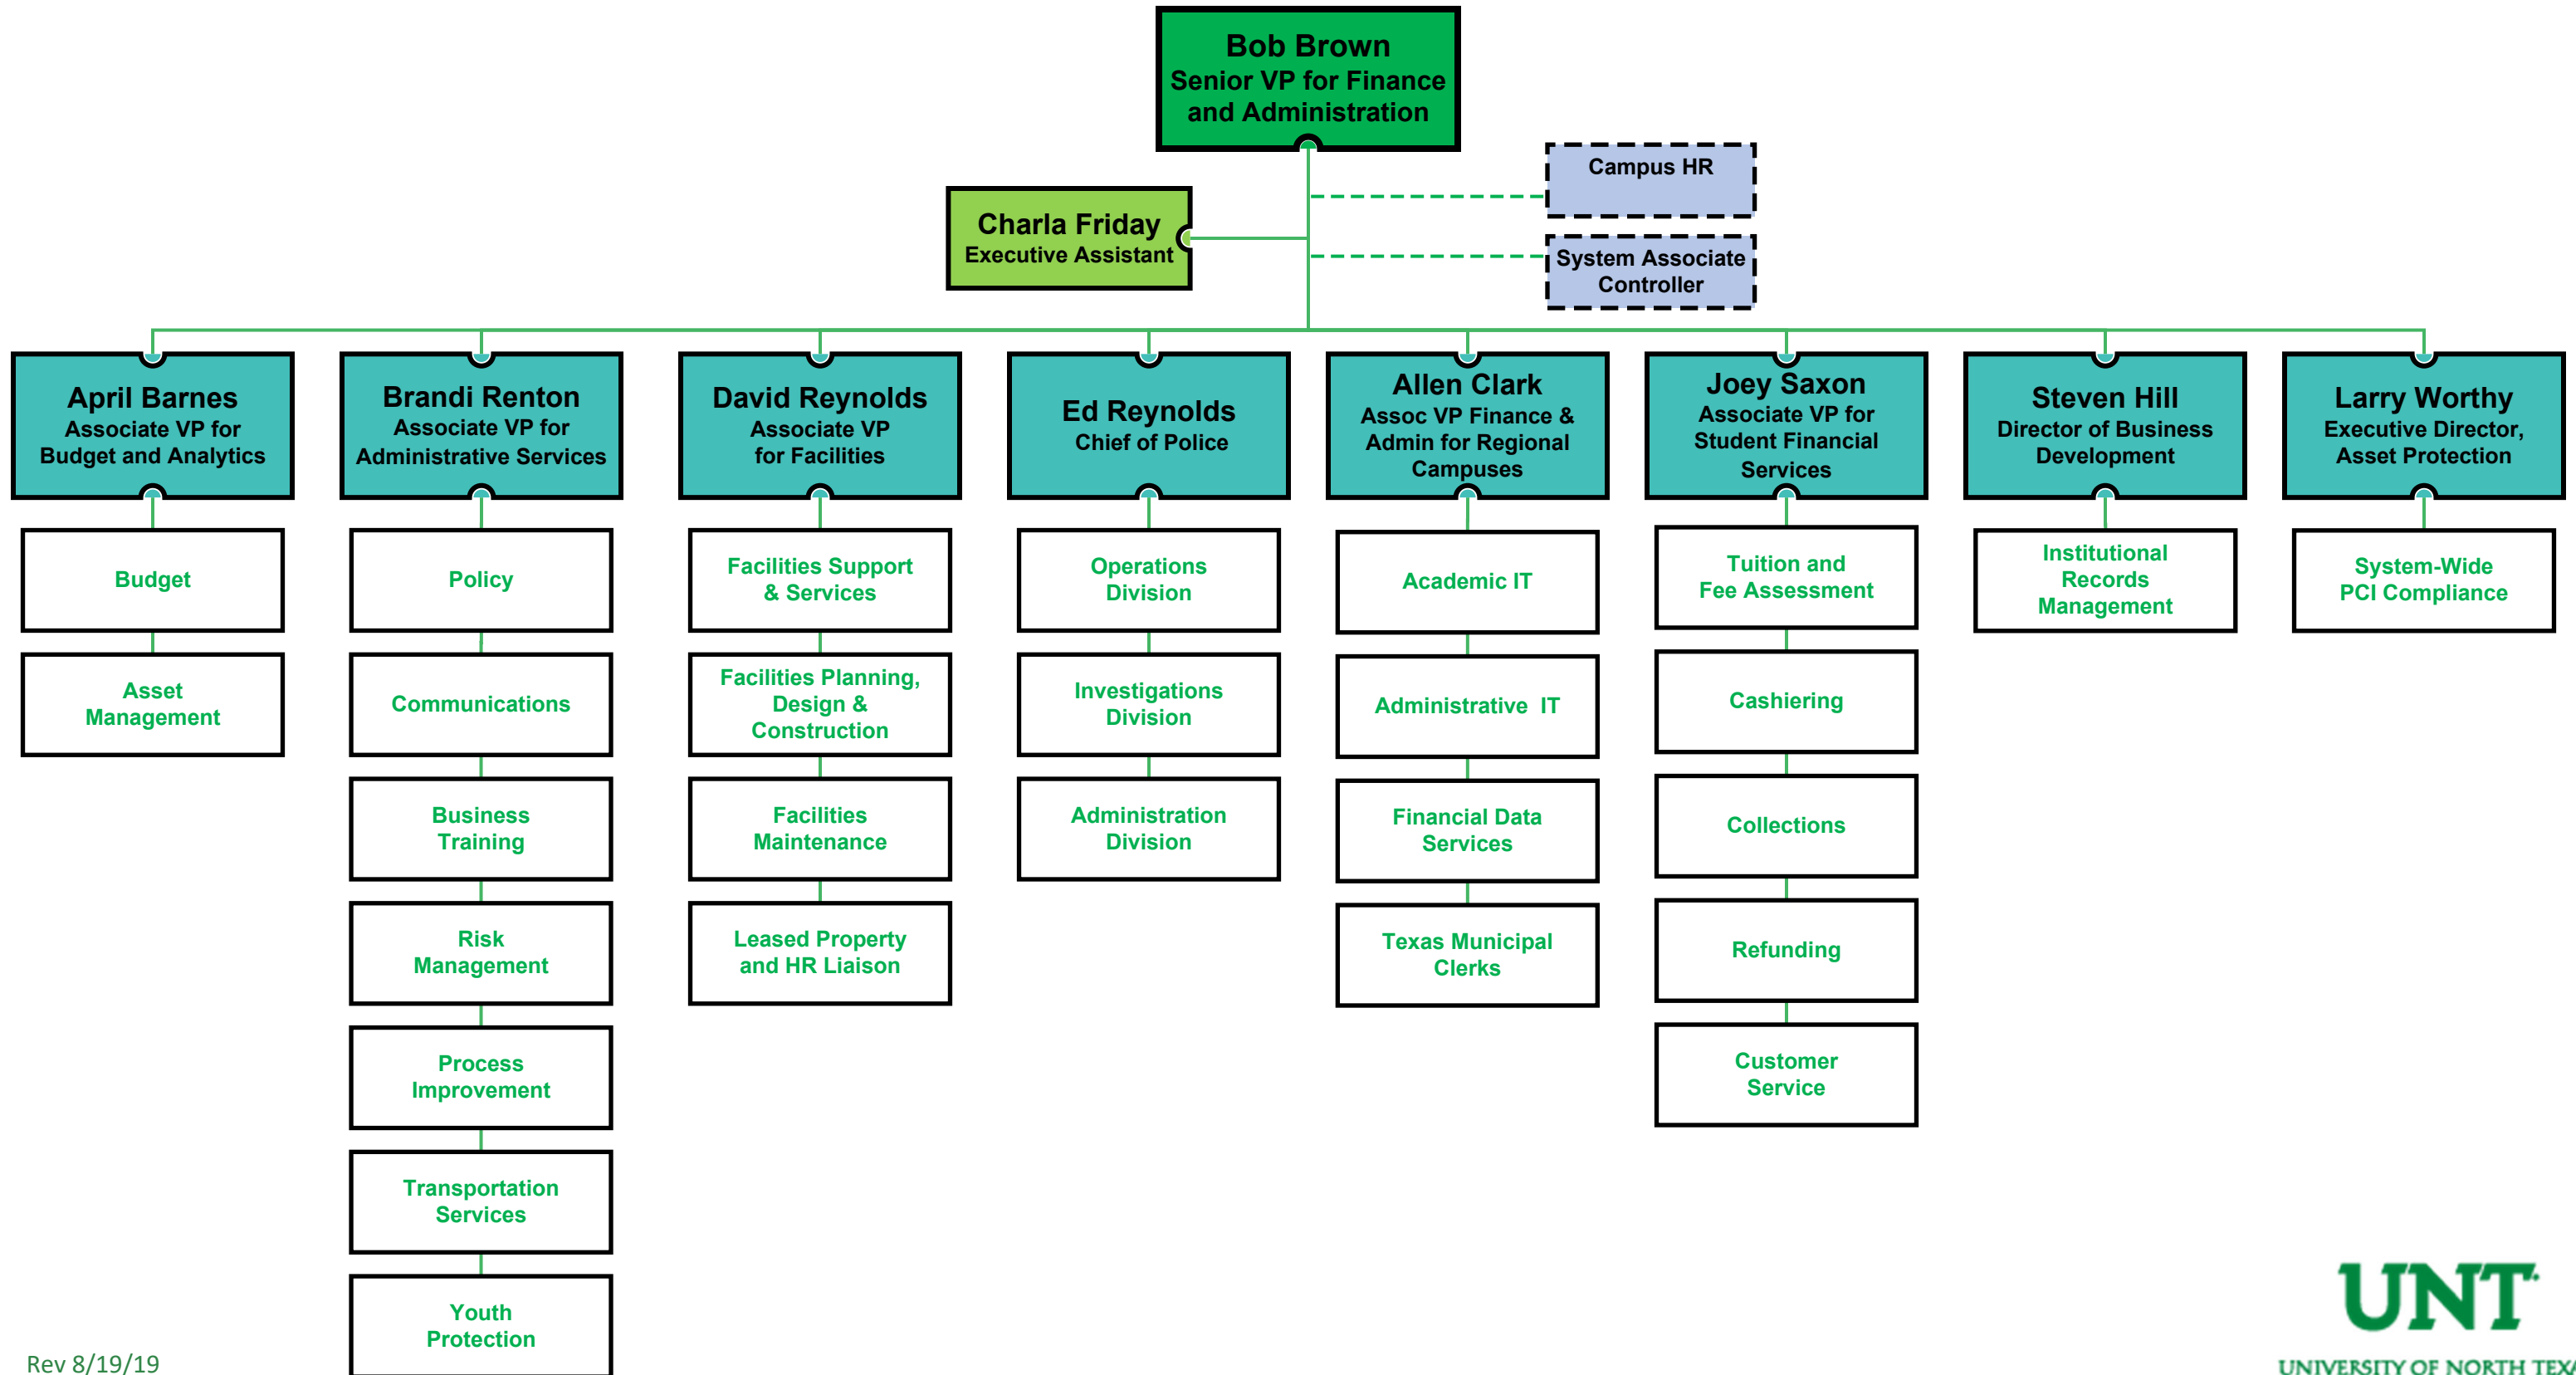 Bob Brown
Senior VP for Finance
and Administration
Campus HR
Charla Friday
Executive Assistant
System Associate
Controller
April Barnes
Associate VP for
Budget and Analytics
Brandi Renton
Associate VP for
Administrative Services
David Reynolds
Associate VP
for Facilities
Ed Reynolds
Chief of Police
Allen Clark
Assoc VP Finance &
Admin for Regional
Campuses
Joey Saxon
Associate VP for
Student Financial
Services
Steven Hill
Director of Business
Development
Larry Worthy
Executive Director,
Asset Protection
Budget
Asset
Management
Policy
Communications
Business
Training
Risk
Management
Process
Improvement
Transportation
Services
Youth
Protection
Facilities Support
& Services
Facilities Planning,
Design &
Construction
Facilities
Maintenance
Leased Property
and HR Liaison
Operations
Division
Investigations
Division
Administration
Division
Academic IT
Administrative IT
Financial Data
Services
Texas Municipal
Clerks
Tuition and
Fee Assessment
Cashiering
Collections
Refunding
Customer
Service
Institutional
Records
Management
System-Wide
PCI Compliance
Rev 8/19/19
UNT
UNIVERSITY OF NORTH TEXA